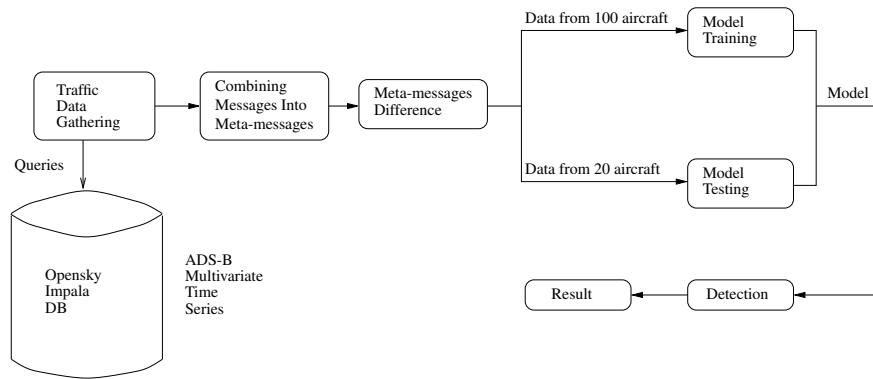 Traffic
Data
Gathering
Combining
Messages Into
Meta-messages
Meta-messages
Difference
Data from 100 aircraft
Model
Training
Model
Data from 20 aircraft
Model
Testing
Queries
Opensky
Impala
DB
ADS-B
Multivariate
Time
Series
Result
Detection